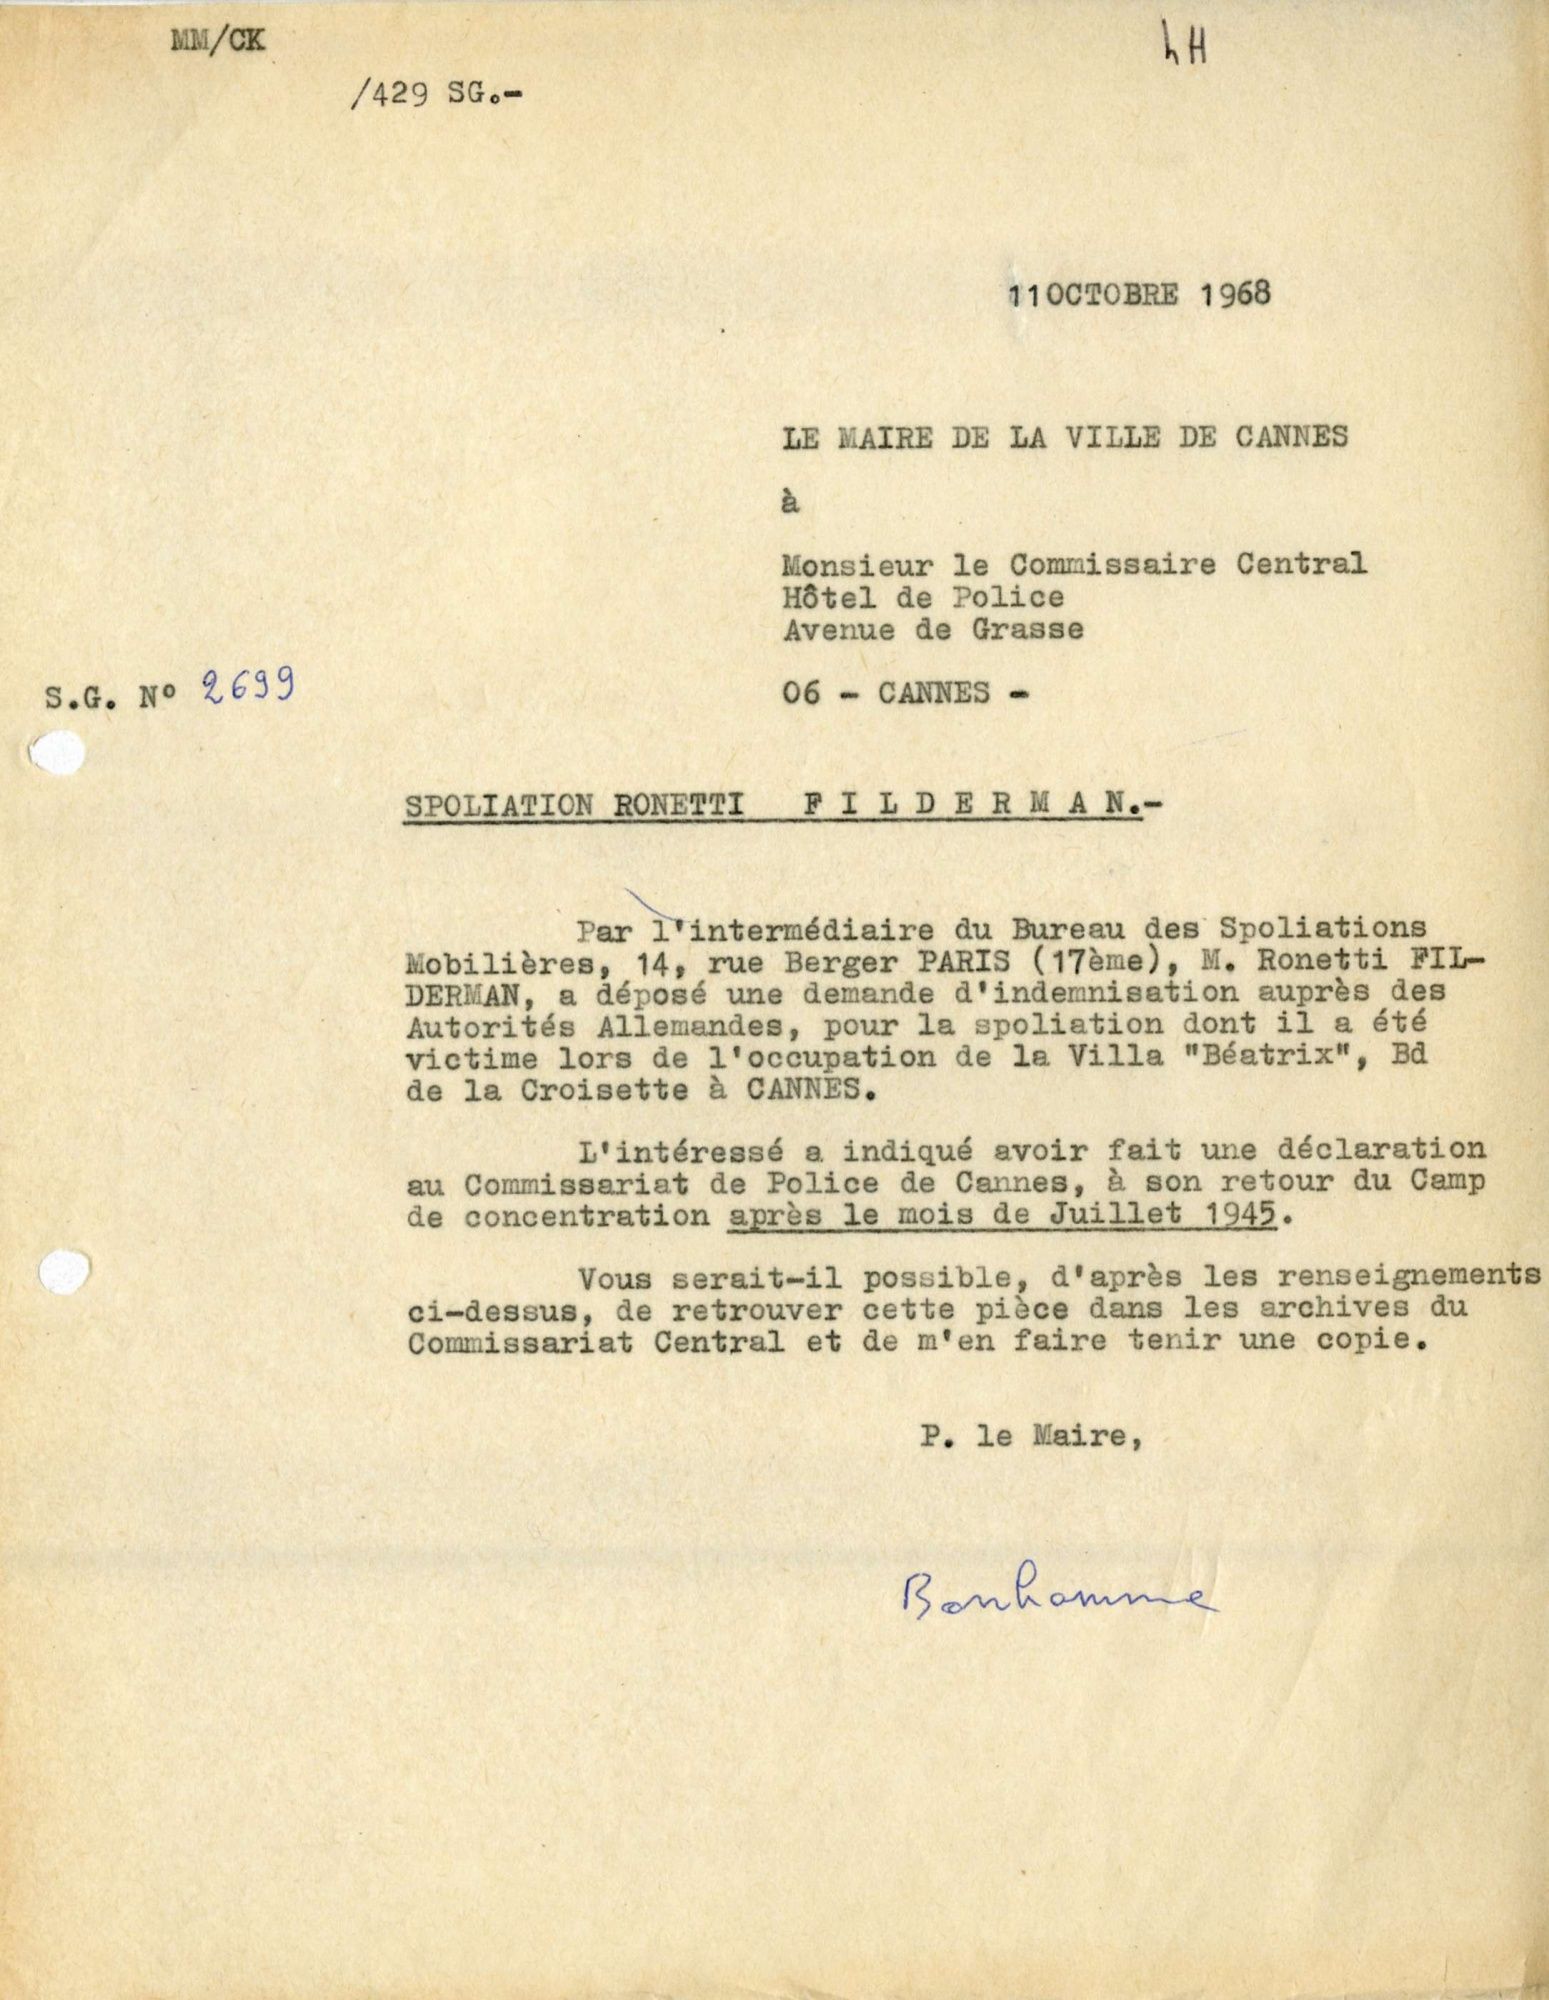 MM/CK
/429 SG.-
11 OCTOBRE 1968
LE MAIRE DE LA VILLE DE CANNES
à
Monsieur le Commissaire Central
Hôtel de Police
Avenue de Grasse
S.G. N° 2699
06 - CANNES -
SPOLIATION RONETTI F I L D E R M A N.-
Par l'intermédiaire du Bureau des Spoliations
Mobilières, 14, rue Berger PARIS (17ème), M. Ronetti FIL-
DERMAN, a déposé une demande d'indemnisation auprès des
Autorités Allemandes, pour la spoliation dont il a été
victime lors de l'occupation de la Villa "Béatrix", Bd
de la Croisette à CANNES.
L'intéressé a indiqué avoir fait une déclaration
au Commissariat de Police de Cannes, à son retour du Camp
de concentration après le mois de Juillet 1945.
Vous serait-il possible, d'après les renseignements
ci-dessus, de retrouver cette pièce dans les archives du
Commissariat Central et de m'en faire tenir une copie.
P. le Maire,
Bonhomme